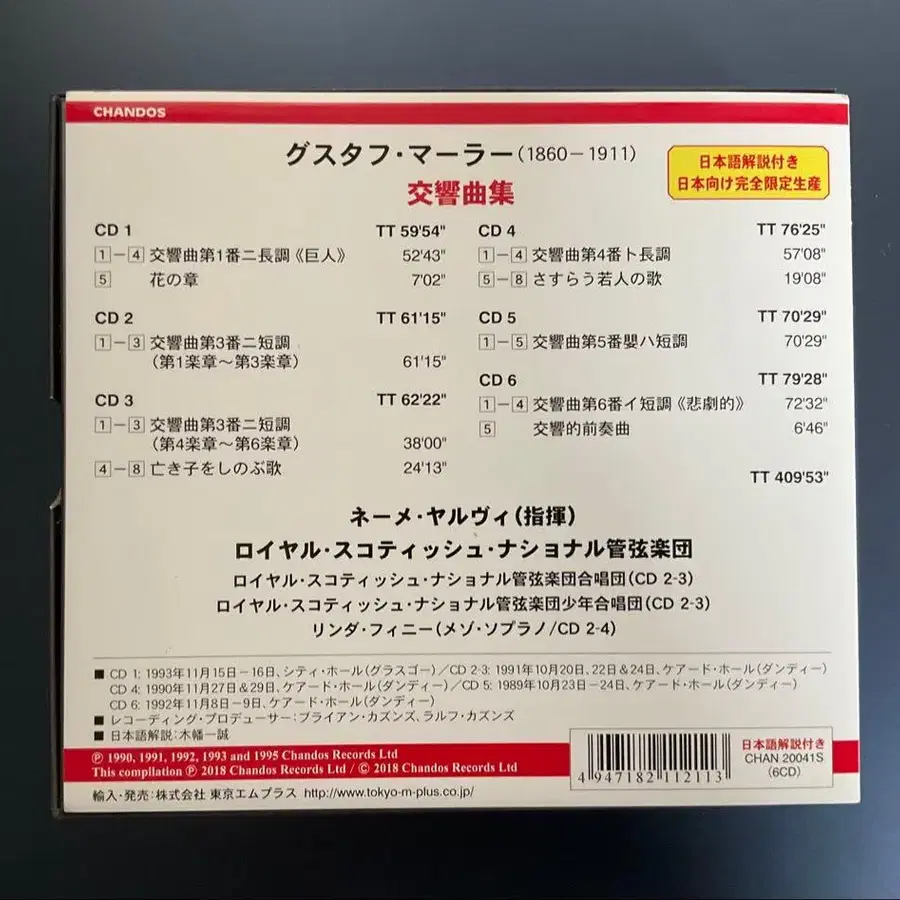 CHANDOS
グスタフ・マーラー(1860－1911)
交響曲集
日本語解説付き
日本向け完全限定生産
CD 1 TT 59'54"
1－4 交響曲第1番ニ長調《巨人》 52'43"
5 花の章 7'02"
CD 2 TT 61'15"
1－3 交響曲第3番ニ短調
(第1楽章〜第3楽章) 61'15"
CD 3 TT 62'22"
1－3 交響曲第3番ニ短調
(第4楽章〜第6楽章) 38'00"
4－8 亡き子をしのぶ歌 24'13"
CD 4 TT 76'25"
1－4 交響曲第4番ト長調 57'08"
5－8 さすらう若人の歌 19'08"
CD 5 TT 70'29"
1－5 交響曲第5番嬰ハ短調 70'29"
CD 6 TT 79'28"
1－4 交響曲第6番イ短調《悲劇的》 72'32"
5 交響的前奏曲 6'46"
TT 409'53"
ネーメ・ヤルヴィ(指揮)
ロイヤル・スコティッシュ・ナショナル管弦楽団
ロイヤル・スコティッシュ・ナショナル管弦楽団合唱団(CD 2-3)
ロイヤル・スコティッシュ・ナショナル管弦楽団少年合唱団(CD 2-3)
リンダ・フィニー(メゾ・ソプラノ/CD 2-4)
■ CD 1: 1993年11月15日－16日、シティ・ホール(グラスゴー)／CD 2-3: 1991年10月20日、22日&24日、ケアード・ホール(ダンディー)
CD 4: 1990年11月27日&29日、ケアード・ホール(ダンディー)／CD 5: 1989年10月23日－24日、ケアード・ホール(ダンディー)
CD 6: 1992年11月8日－9日、ケアード・ホール(ダンディー)
■ レコーディング・プロデューサー:ブライアン・カズンズ、ラルフ・カズンズ
■ 日本語解説:木幡一誠
℗ 1990, 1991, 1992, 1993 and 1995 Chandos Records Ltd
This compilation ℗ 2018 Chandos Records Ltd / © 2018 Chandos Records Ltd
4 947182 112113
日本語解説付き
CHAN 20041S
(6CD)
輸入・発売:株式会社 東京エムプラス http://www.tokyo-m-plus.co.jp/